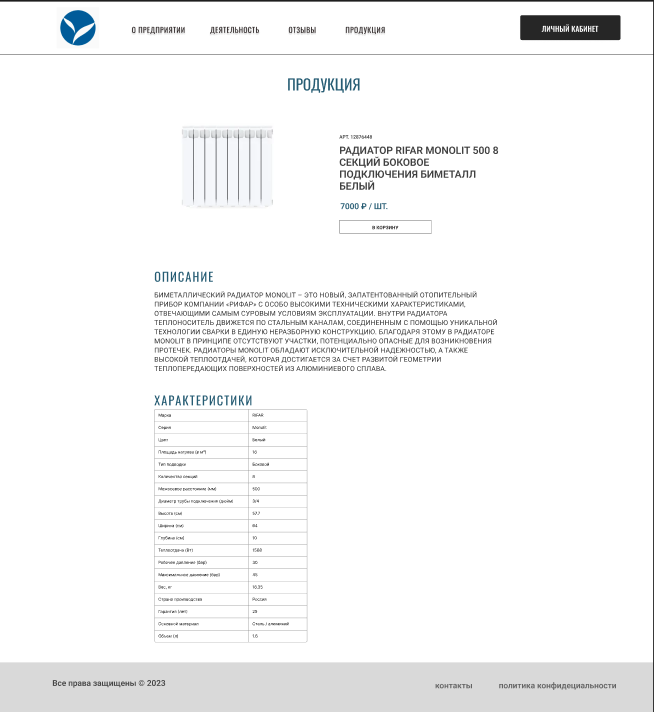 О ПРЕДПРИЯТИИ ДЕЯТЕЛЬНОСТЬ ОТЗЫВЫ ПРОДУКЦИЯ ЛИЧНЫЙ КАБИНЕТ
ПРОДУКЦИЯ
АРТ. 12876448
РАДИАТОР RIFAR MONOLIT 500 8
СЕКЦИЙ БОКОВОЕ
ПОДКЛЮЧЕНИЯ БИМЕТАЛЛ
БЕЛЫЙ
7000 ₽ / ШТ.
В КОРЗИНУ
ОПИСАНИЕ
БИМЕТАЛЛИЧЕСКИЙ РАДИАТОР MONOLIT – ЭТО НОВЫЙ, ЗАПАТЕНТОВАННЫЙ ОТОПИТЕЛЬНЫЙ
ПРИБОР КОМПАНИИ «РИФАР» С ОСОБО ВЫСОКИМИ ТЕХНИЧЕСКИМИ ХАРАКТЕРИСТИКАМИ,
ОТВЕЧАЮЩИМИ САМЫМ СУРОВЫМ УСЛОВИЯМ ЭКСПЛУАТАЦИИ. ВНУТРИ РАДИАТОРА
ТЕПЛОНОСИТЕЛЬ ДВИЖЕТСЯ ПО СТАЛЬНЫМ КАНАЛАМ, СОЕДИНЕННЫМ С ПОМОЩЬЮ УНИКАЛЬНОЙ
ТЕХНОЛОГИИ СВАРКИ В ЕДИНУЮ НЕРАЗБОРНУЮ КОНСТРУКЦИЮ. БЛАГОДАРЯ ЭТОМУ В РАДИАТОРЕ
MONOLIT В ПРИНЦИПЕ ОТСУТСТВУЮТ УЧАСТКИ, ПОТЕНЦИАЛЬНО ОПАСНЫЕ ДЛЯ ВОЗНИКНОВЕНИЯ
ПРОТЕЧЕК. РАДИАТОРЫ MONOLIT ОБЛАДАЮТ ИСКЛЮЧИТЕЛЬНОЙ НАДЕЖНОСТЬЮ, А ТАКЖЕ
ВЫСОКОЙ ТЕПЛООТДАЧЕЙ, КОТОРАЯ ДОСТИГАЕТСЯ ЗА СЧЕТ РАЗВИТОЙ ГЕОМЕТРИИ
ТЕПЛОПЕРЕДАЮЩИХ ПОВЕРХНОСТЕЙ ИЗ АЛЮМИНИЕВОГО СПЛАВА.
ХАРАКТЕРИСТИКИ
Марка RIFAR
Серия Monolit
Цвет Белый
Площадь нагрева (в м²) 16
Тип подводки Боковой
Количество секций 8
Межосевое расстояние (мм) 500
Диаметр трубы подключения (дюйм) 3/4
Высота (см) 57.7
Ширина (см) 64
Глубина (см) 10
Теплоотдача (Вт) 1568
Рабочее давление (бар) 30
Максимальное давление (бар) 45
Вес, кг 16.35
Страна производства Россия
Гарантия (лет) 25
Основной материал Сталь / алюминий
Объем (л) 1.6
Все права защищены © 2023 контакты политика конфидециальности